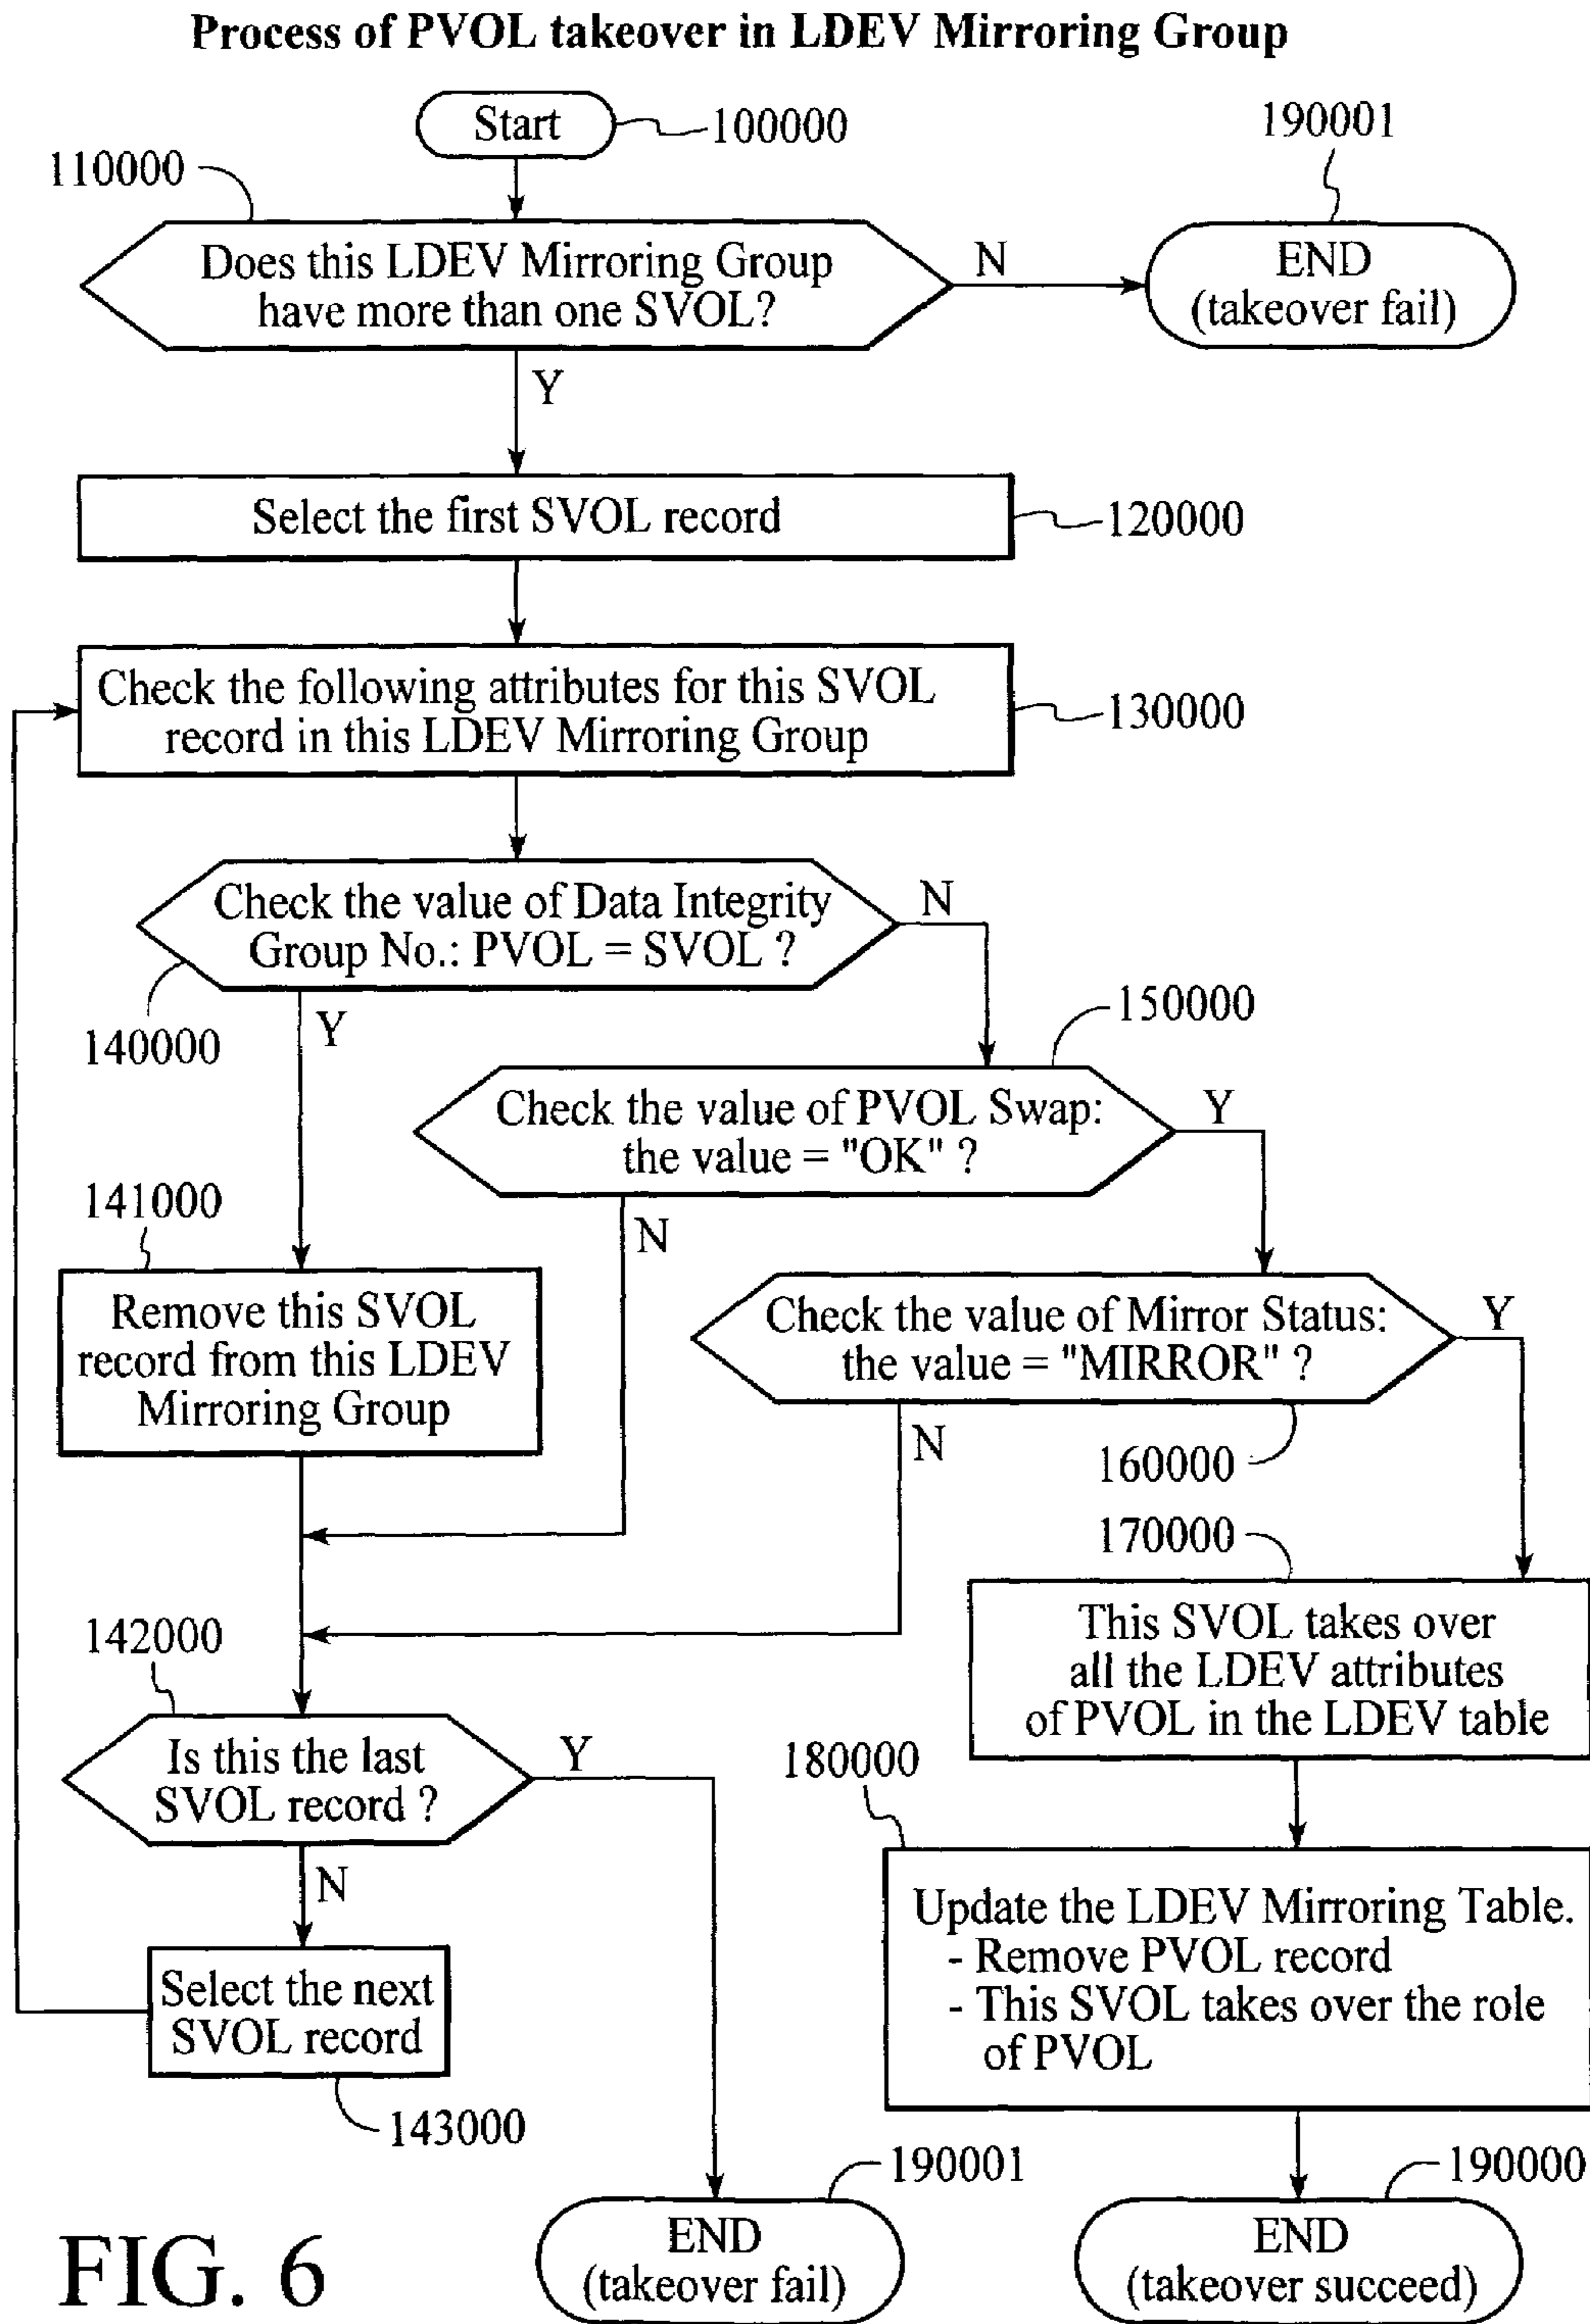 Process of PVOL takeover in LDEV Mirroring Group
Start
100000
190001
110000
Does this LDEV Mirroring Group
have more than one SVOL?
N
END
(takeover fail)
Y
Select the first SVOL record
120000
Check the following attributes for this SVOL
record in this LDEV Mirroring Group
130000
Check the value of Data Integrity
Group No.: PVOL = SVOL ?
N
140000
Y
150000
Check the value of PVOL Swap:
the value = "OK" ?
Y
N
141000
Remove this SVOL
record from this LDEV
Mirroring Group
Check the value of Mirror Status:
the value = "MIRROR" ?
Y
N
160000
170000
This SVOL takes over
all the LDEV attributes
of PVOL in the LDEV table
142000
Is this the last
SVOL record ?
Y
N
180000
Update the LDEV Mirroring Table.
- Remove PVOL record
- This SVOL takes over the role
of PVOL
Select the next
SVOL record
143000
190001
190000
END
(takeover fail)
END
(takeover succeed)
FIG. 6